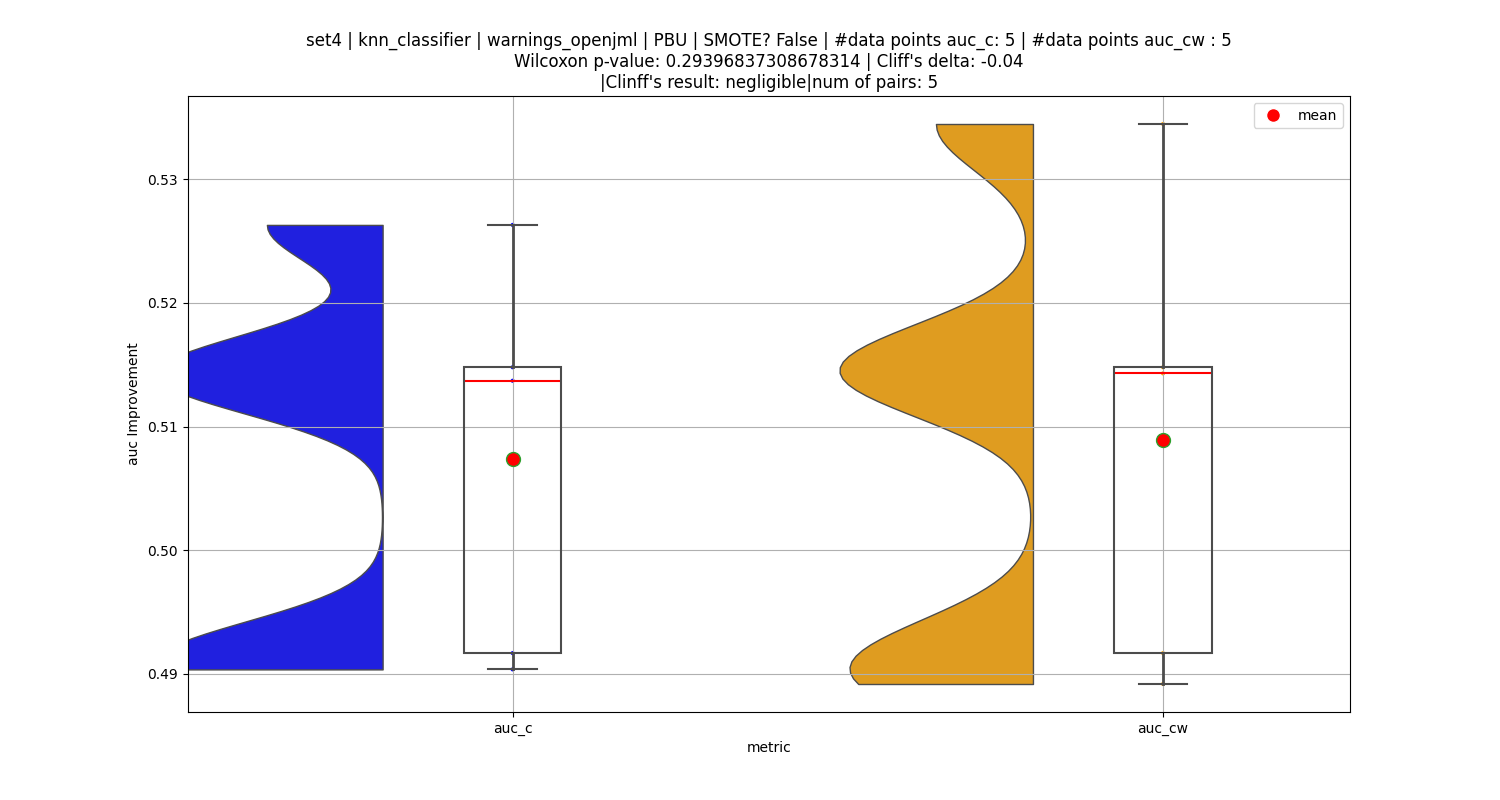 set4 | knn_classifier | warnings_openjml | PBU | SMOTE? False | #data points auc_c: 5 | #data points auc_cw : 5
Wilcoxon p-value: 0.29396837308678314 | Cliff's delta: -0.04
|Clinff's result: negligible|num of pairs: 5
mean
0.53
0.52
0.51
0.50
0.49
auc Improvement
auc_c
auc_cw
metric